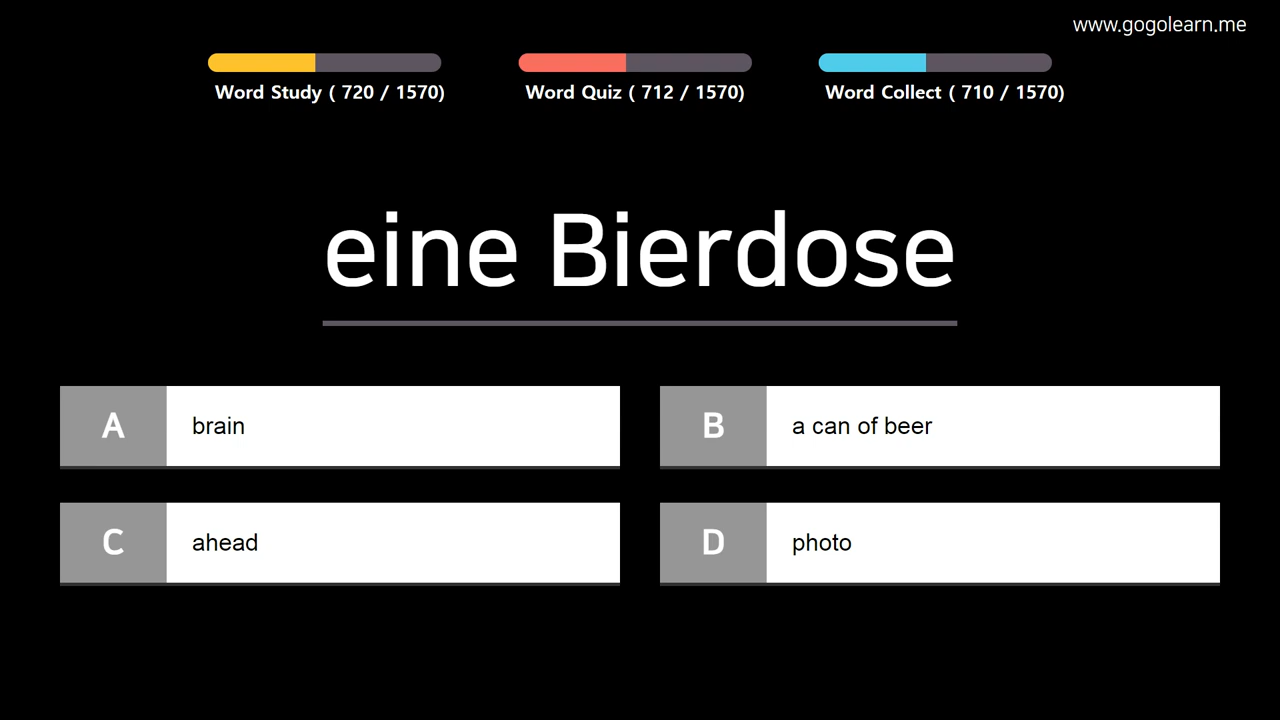 www.gogolearn.me
Word Study ( 720 / 1570)
Word Quiz ( 712 / 1570)
Word Collect ( 710 / 1570)
eine Bierdose
A brain
B a can of beer
C ahead
D photo